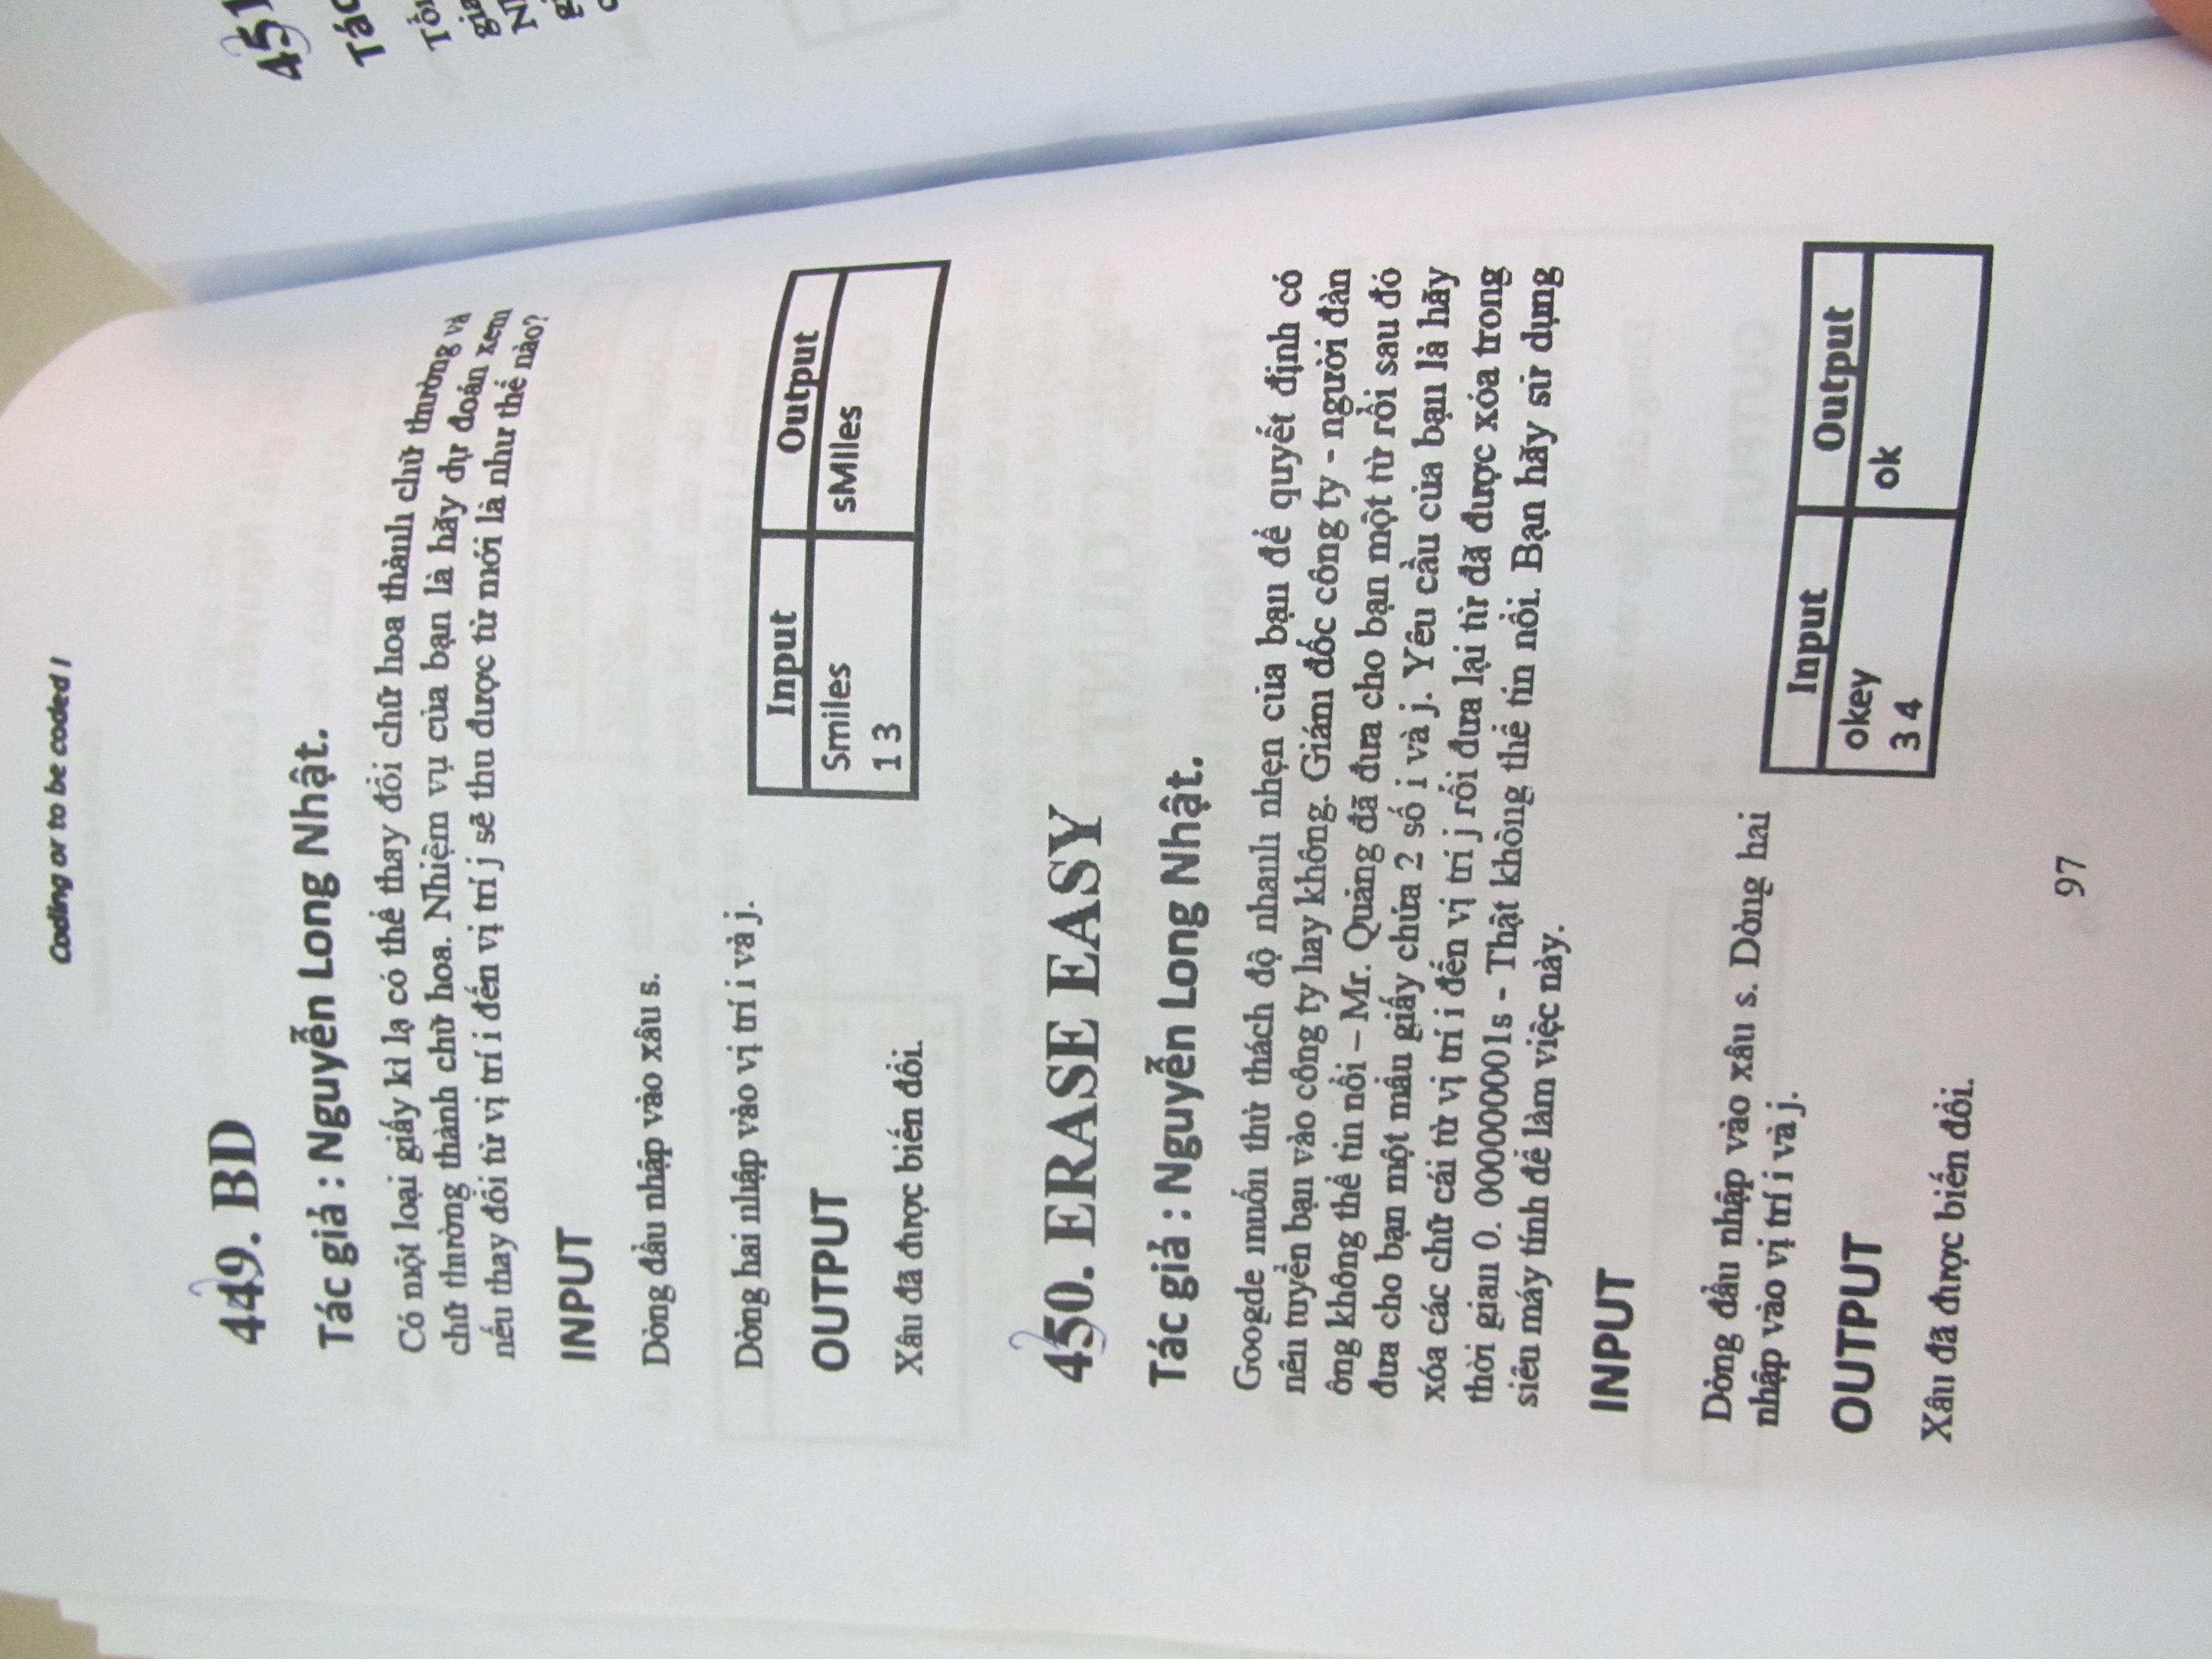 Coding or to be coded !
449. BD
Tác giả : Nguyễn Long Nhật.
Có một loại giấy kì lạ có thể thay đổi chữ hoa thành chữ thường và
chữ thường thành chữ hoa. Nhiệm vụ của bạn là hãy dự đoán xem
nếu thay đổi từ vị trí i đến vị trí j sẽ thu được từ mới là như thế nào?
INPUT
Dòng đầu nhập vào xâu s.
Dòng hai nhập vào vị trí i và j.
OUTPUT
Xâu đã được biến đổi.
Input Output
Smiles sMIles
1 3
450. ERASE EASY
Tác giả : Nguyễn Long Nhật.
Googde muốn thử thách độ nhanh nhẹn của bạn để quyết định có
nên tuyển bạn vào công ty hay không. Giám đốc công ty - người đàn
ông không thể tin nổi – Mr. Quảng đã đưa cho bạn một từ rồi sau đó
đưa cho bạn một mẩu giấy chứa 2 số i và j. Yêu cầu của bạn là hãy
xóa các chữ cái từ vị trí i đến vị trí j rồi đưa lại từ đã được xóa trong
thời gian 0. 000000001s - Thật không thể tin nổi. Bạn hãy sử dụng
siêu máy tính để làm việc này.
INPUT
Dòng đầu nhập vào xâu s. Dòng hai
nhập vào vị trí i và j.
OUTPUT
Xâu đã được biến đổi.
Input Output
okey ok
3 4
97
451